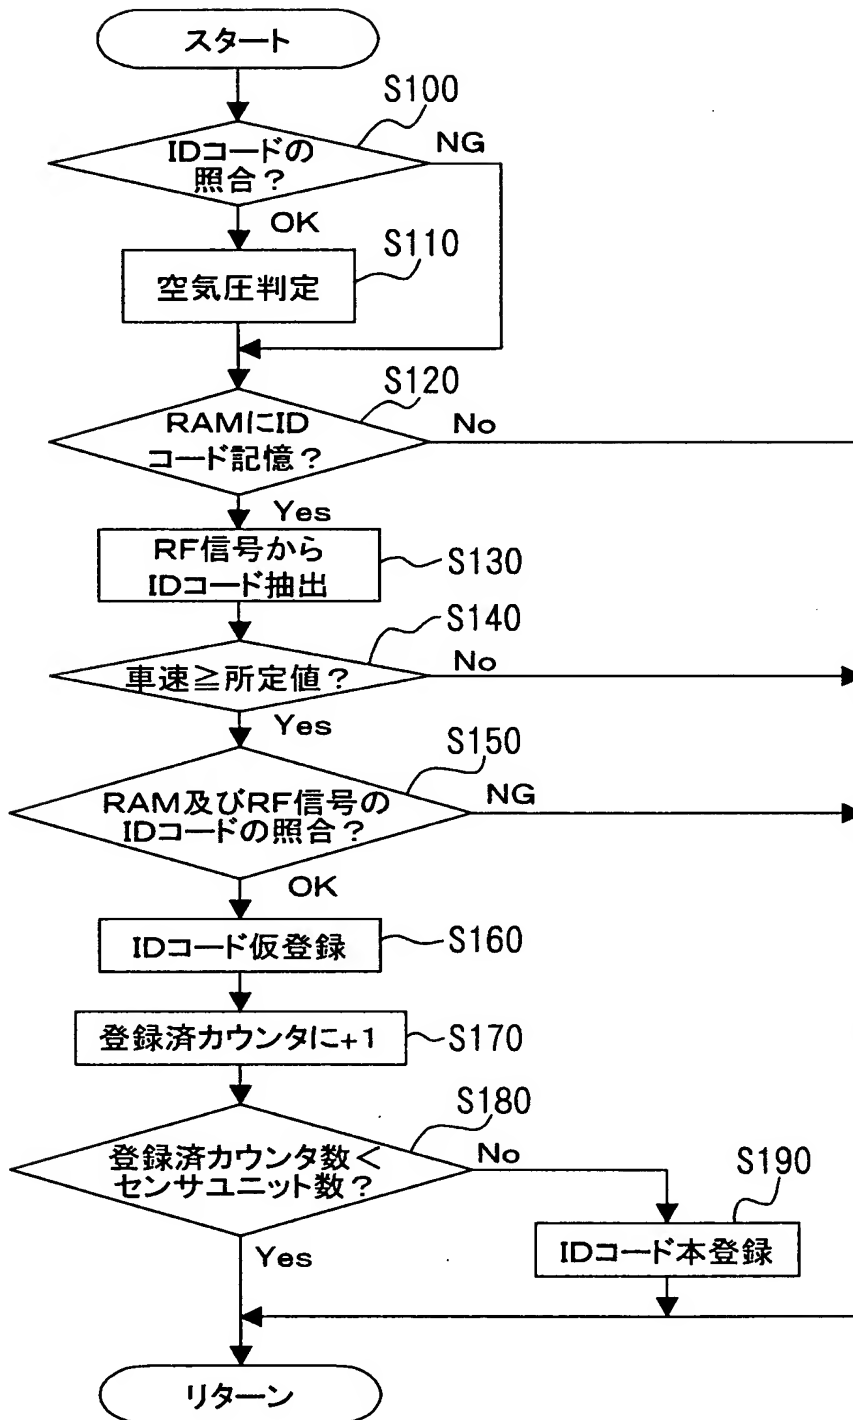 スタート
S100
IDコードの
照合？
NG
OK
S110
空気圧判定
S120
RAMにID
コード記憶？
No
Yes
RF信号から
IDコード抽出
S130
S140
車速≧所定値？
No
Yes
S150
RAM及びRF信号の
IDコードの照合？
NG
OK
IDコード仮登録
S160
登録済カウンタに+1
S170
S180
登録済カウンタ数<
センサユニット数？
No
Yes
S190
IDコード本登録
リターン